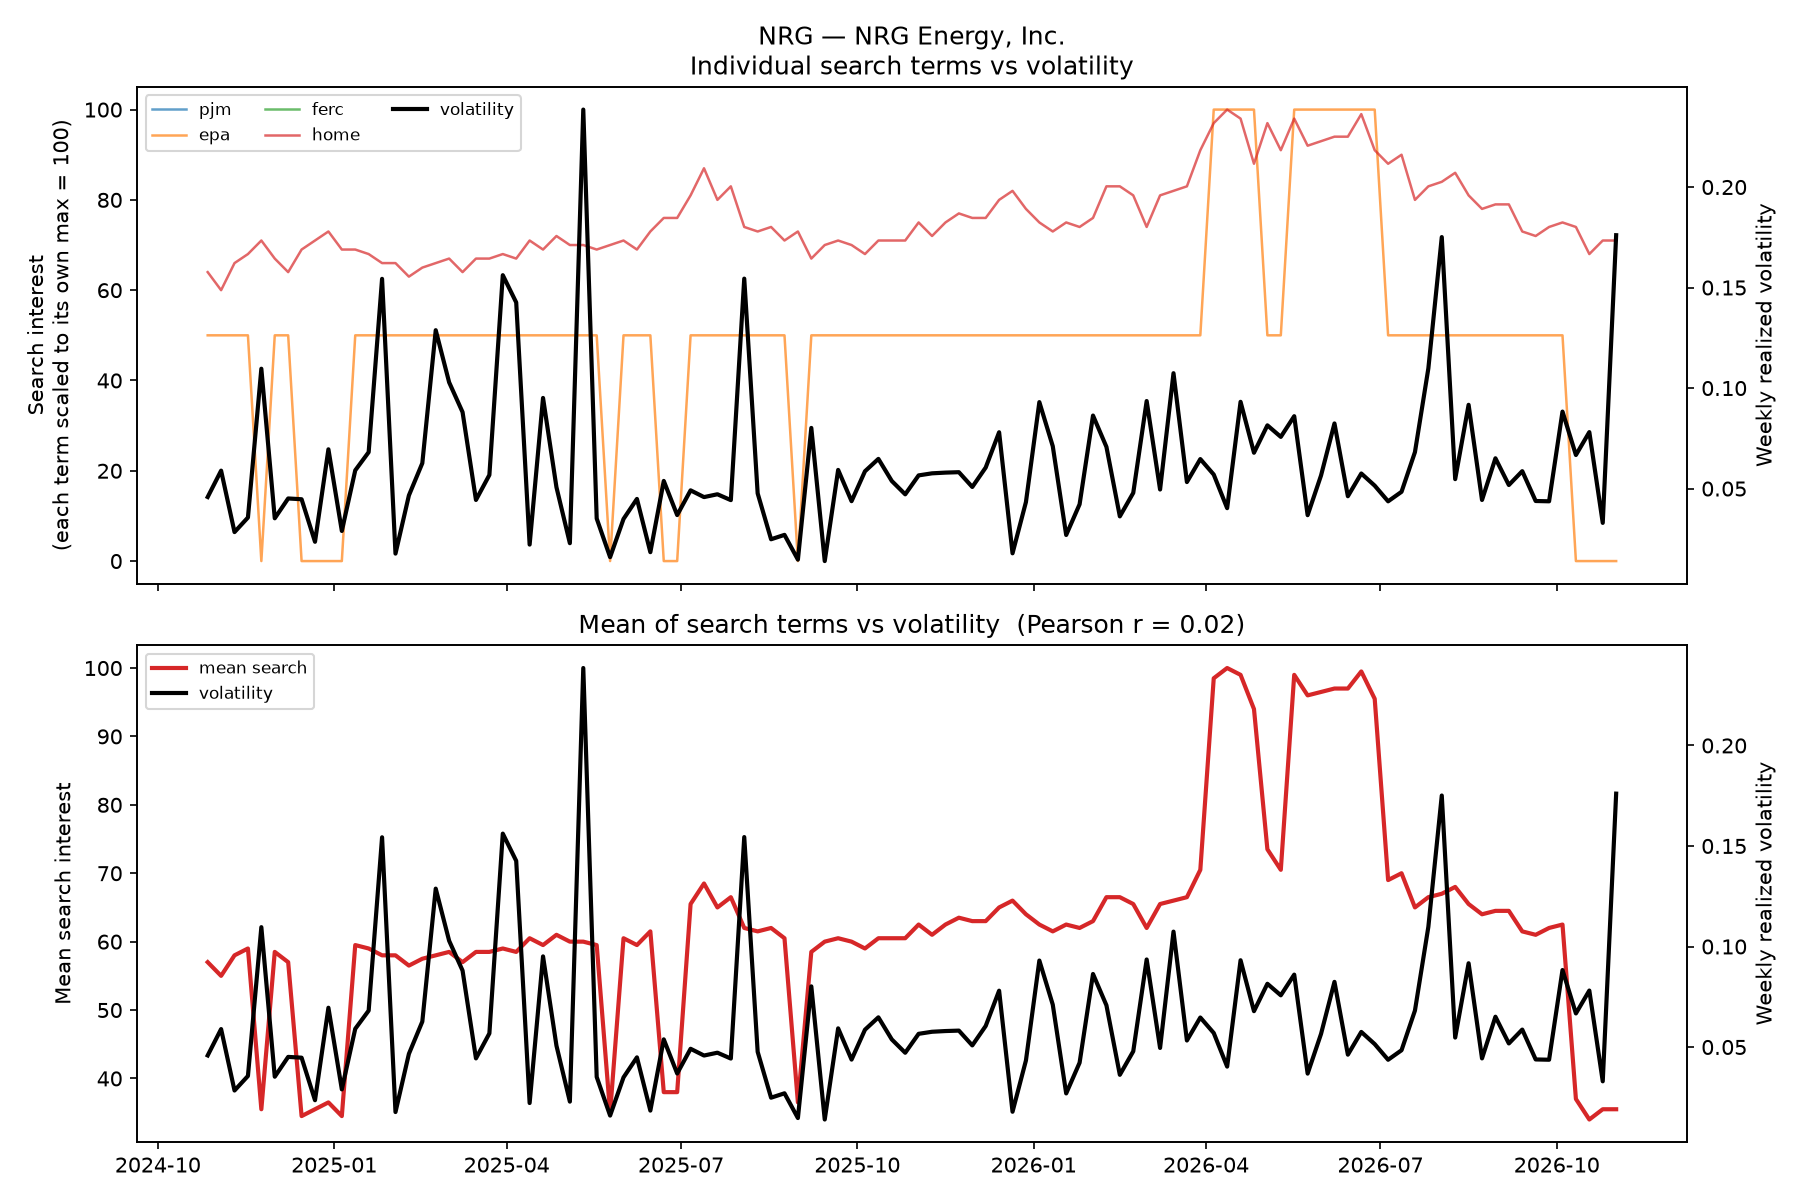 NRG — NRG Energy, Inc.
Individual search terms vs volatility
pjm
epa
ferc
home
volatility
Search interest
(each term scaled to its own max = 100)
100
80
60
40
20
0
0.20
0.15
0.10
0.05
Weekly realized volatility
Mean of search terms vs volatility (Pearson r = 0.02)
mean search
volatility
Mean search interest
100
90
80
70
60
50
40
0.20
0.15
0.10
0.05
Weekly realized volatility
2024-10
2025-01
2025-04
2025-07
2025-10
2026-01
2026-04
2026-07
2026-10